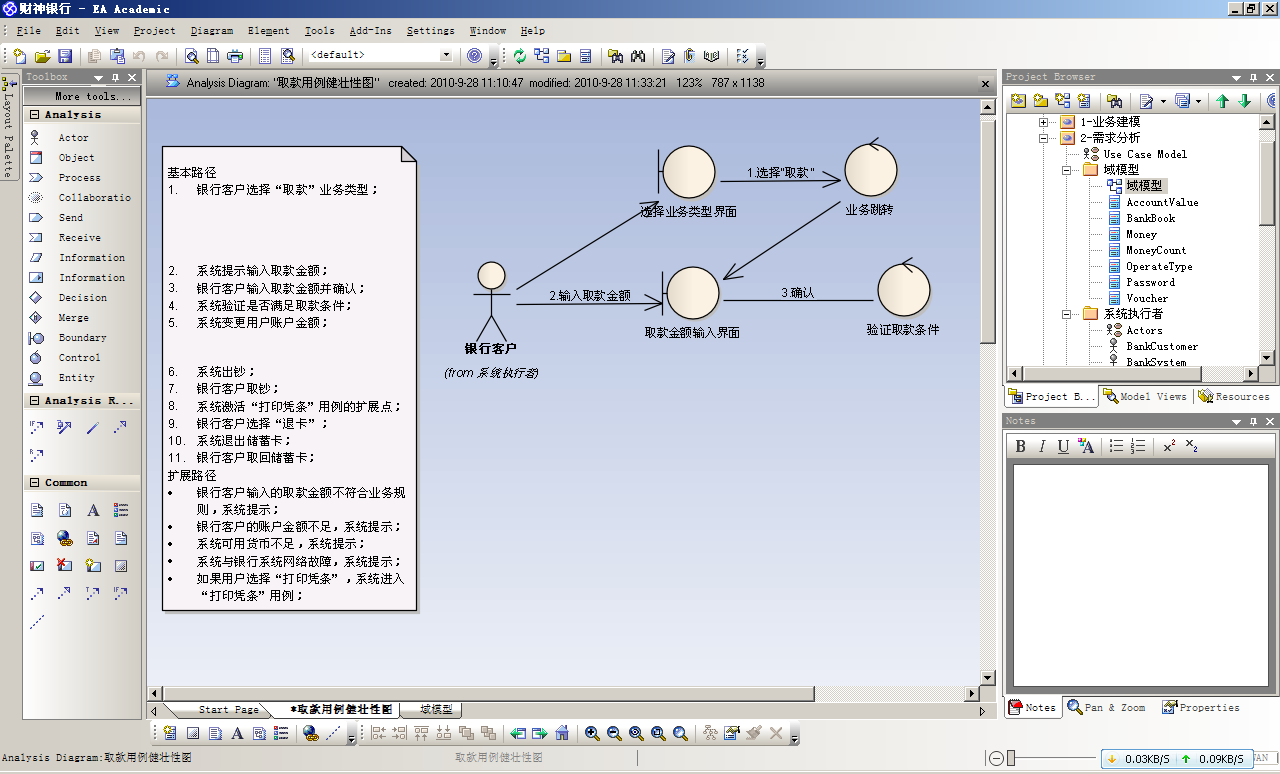 财神银行 - EA Academic
File Edit View Project Diagram Element Tools Add-Ins Settings Window Help
<default>
Layout Palette
Toolbox
More tools...
Analysis
Actor
Object
Process
Collaboratio
Send
Receive
Information
Information
Decision
Merge
Boundary
Control
Entity
Analysis R...
Common
Analysis Diagram: "取款用例健壮性图" created: 2010-9-28 11:10:47 modified: 2010-9-28 11:33:21 123% 787 x 1138
基本路径
1. 银行客户选择“取款”业务类型；
2. 系统提示输入取款金额；
3. 银行客户输入取款金额并确认；
4. 系统验证是否满足取款条件；
5. 系统变更用户账户金额；
6. 系统出钞；
7. 银行客户取钞；
8. 系统激活“打印凭条”用例的扩展点；
9. 银行客户选择“退卡”；
10. 系统退出储蓄卡；
11. 银行客户取回储蓄卡；
扩展路径
• 银行客户输入的取款金额不符合业务规
则，系统提示；
• 银行客户的账户金额不足，系统提示；
• 系统可用货币不足，系统提示；
• 系统与银行系统网络故障，系统提示；
• 如果用户选择“打印凭条”，系统进入
“打印凭条”用例；
1.选择"取款"
选择业务类型界面
业务跳转
2.输入取款金额
3.确认
取款金额输入界面
验证取款条件
银行客户
(from 系统执行者)
Start Page
*取款用例健壮性图
域模型
Project Browser
1-业务建模
2-需求分析
Use Case Model
域模型
域模型
AccountValue
BankBook
Money
MoneyCount
OperateType
Password
Voucher
系统执行者
Actors
BankCustomer
BankSystem
Project B...
Model Views
Resources
Notes
B I U A x² x₂
Notes
Pan & Zoom
Properties
Analysis Diagram:取款用例健壮性图
取款用例健壮性图
0.03KB/S
0.09KB/S